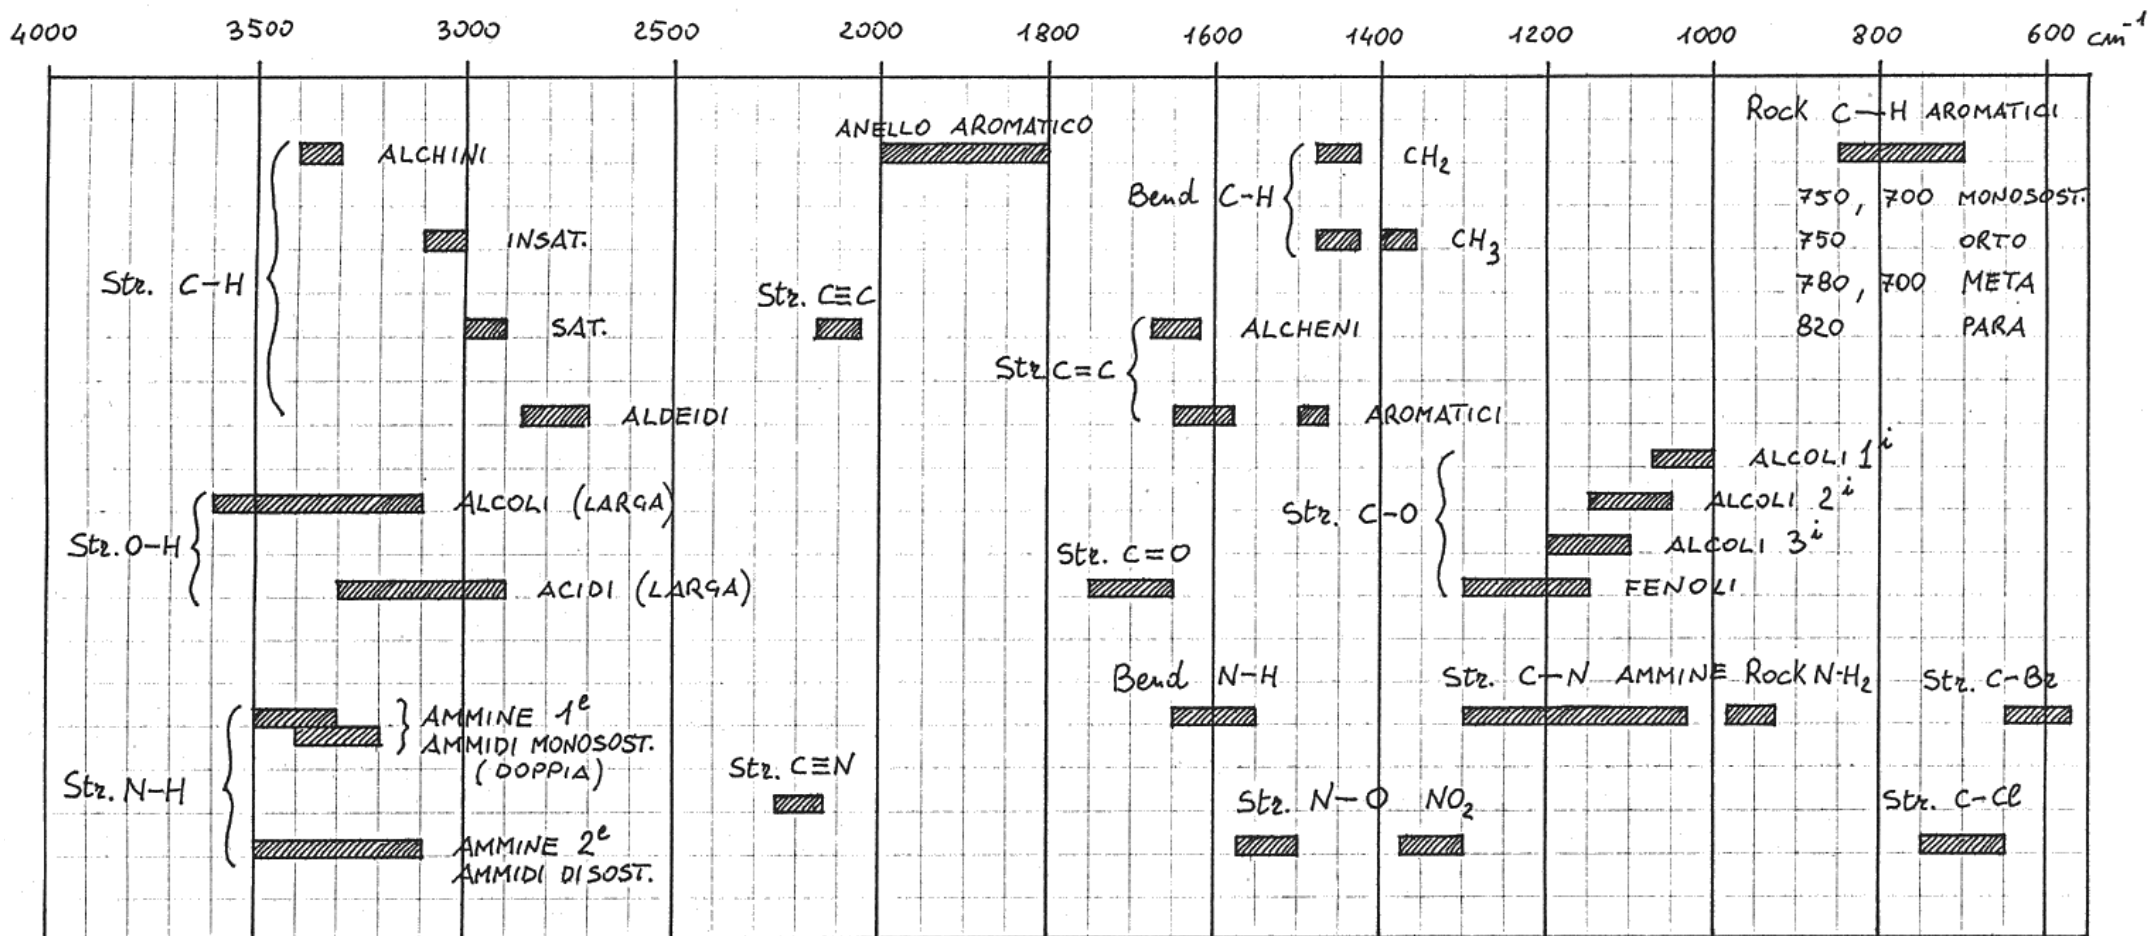 4000 3500 3000 2500 2000 1800 1600 1400 1200 1000 800 600 cm⁻¹
Rock C—H AROMATICI
ANELLO AROMATICO
ALCHINI
CH₂
Bend C-H
750, 700 MONOSOST.
INSAT.
CH₃
750 ORTO
Str. C-H
780, 700 META
Str. C≡C
SAT.
ALCHENI
820 PARA
Str C=C
ALDEIDI
AROMATICI
ALCOLI 1ⁱ
ALCOLI (LARGA)
ALCOLI 2ⁱ
Str. C-O
Str. O-H
ALCOLI 3ⁱ
Str. C=O
ACIDI (LARGA)
FENOLI
Bend N-H
Str. C—N AMMINE
Rock N-H₂
Str. C-Br
AMMINE 1ᵉ
AMMIDI MONOSOST.
(DOPPIA)
Str. N-H
Str. C≡N
Str. N—O NO₂
Str. C-Cl
AMMINE 2ᵉ
AMMIDI DISOST.